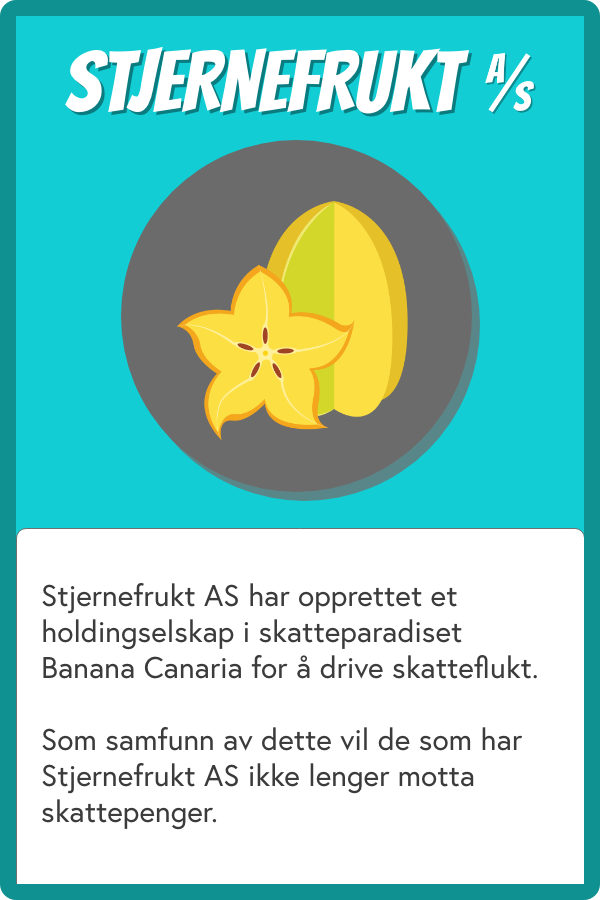 STJERNEFRUKT A/S
Stjernefrukt AS har opprettet et
holdingselskap i skatteparadiset
Banana Canaria for å drive skatteflukt.
Som samfunn av dette vil de som har
Stjernefrukt AS ikke lenger motta
skattepenger.